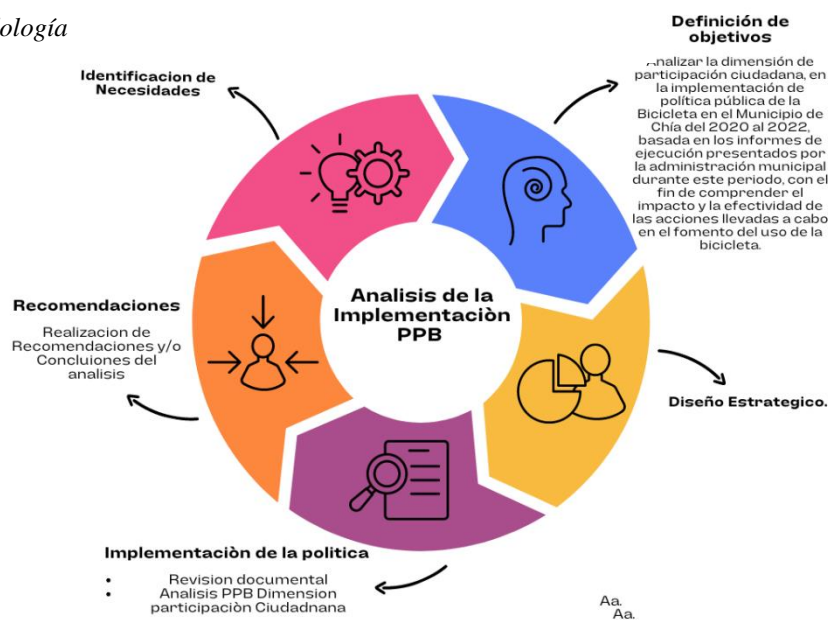 ología
Identificacion de
Necesidades
Definición de
objetivos
Analizar la dimensión de
participación ciudadana, en
la implementación de
política pública de la
Bicicleta en el Municipio de
Chía del 2020 al 2022,
basada en los informes de
ejecución presentados por
la administración municipal
durante este periodo, con el
fin de comprender el
impacto y la efectividad de
las acciones llevadas a cabo
en el fomento del uso de la
bicicleta.
Analisis de la
Implementaciòn
PPB
Recomendaciones
Realizacion de
Recomendaciones y/o
Concluiones del
analisis
Diseño Estrategico.
Implementaciòn de la politica
• Revision documental
• Analisis PPB Dimension
participaciòn Ciudadnana
Aa.
Aa.